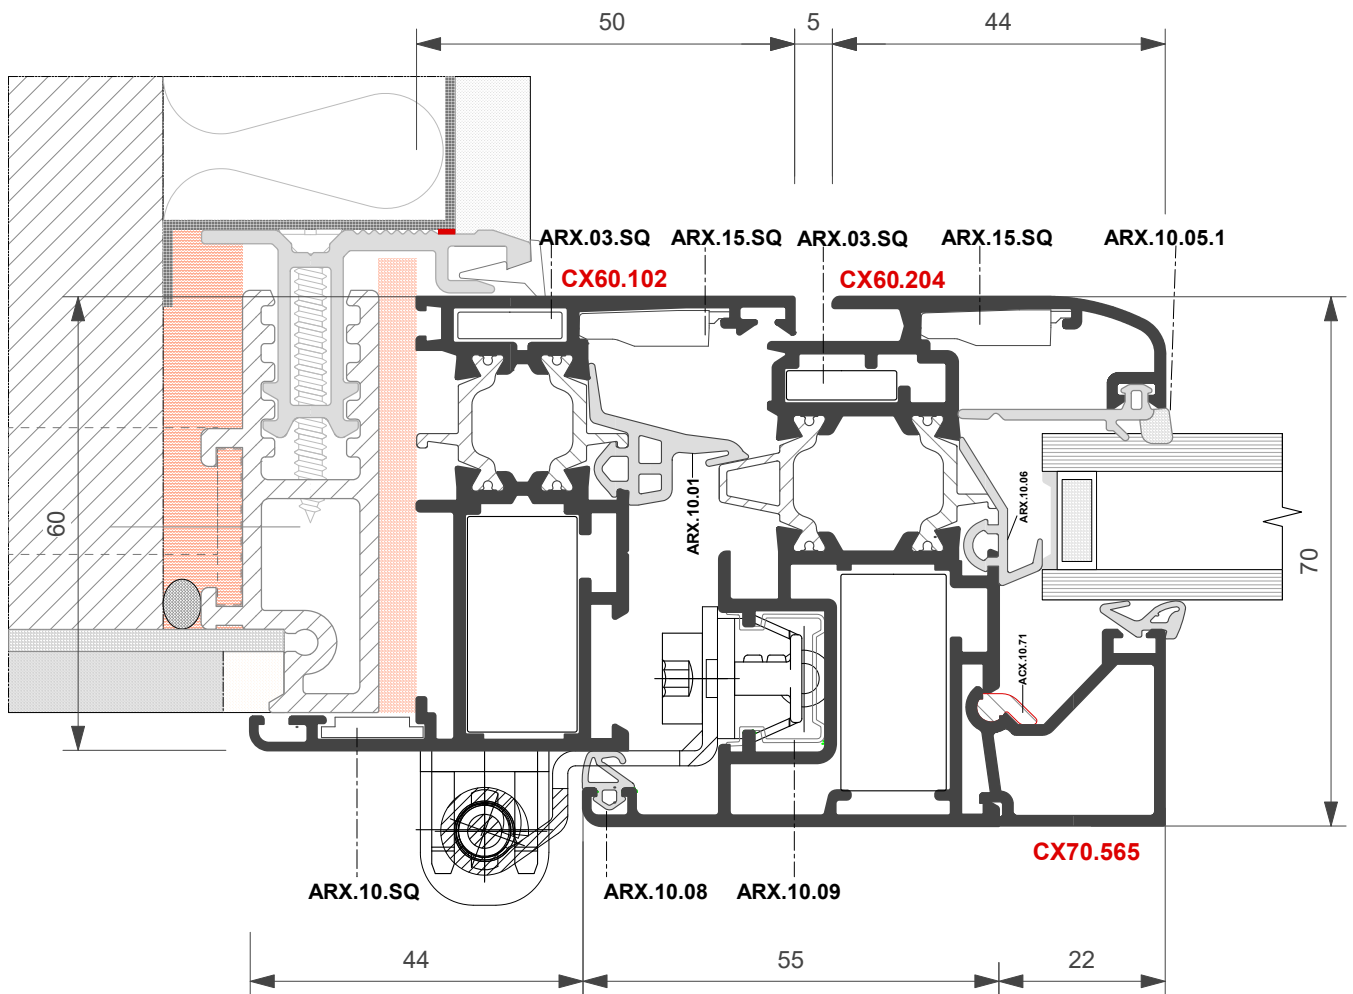 50 5 44
ARX.03.SQ ARX.15.SQ ARX.03.SQ ARX.15.SQ ARX.10.05.1
CX60.102 CX60.204
ARX.10.01
ARX.10.06
60
70
ACX.10.71
CX70.565
ARX.10.SQ ARX.10.08 ARX.10.09
44 55 22